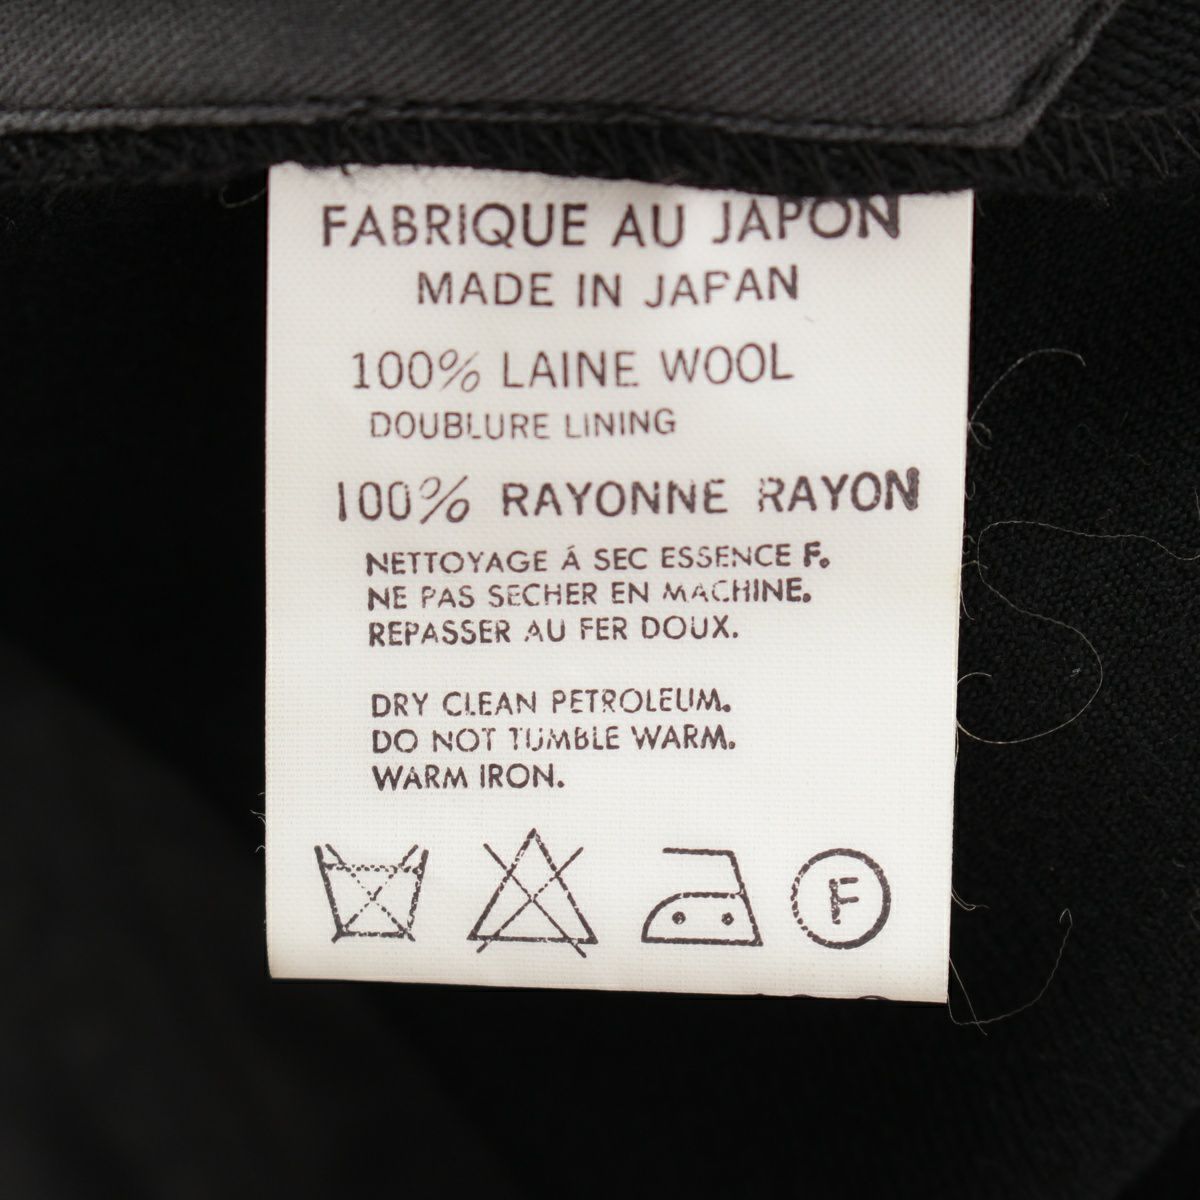 FABRIQUE AU JAPON
MADE IN JAPAN
100% LAINE WOOL
DOUBLURE LINING
100% RAYONNE RAYON
NETTOYAGE Á SEC ESSENCE F.
NE PAS SECHER EN MACHINE.
REPASSER AU FER DOUX.
DRY CLEAN PETROLEUM.
DO NOT TUMBLE WARM.
WARM IRON.
F